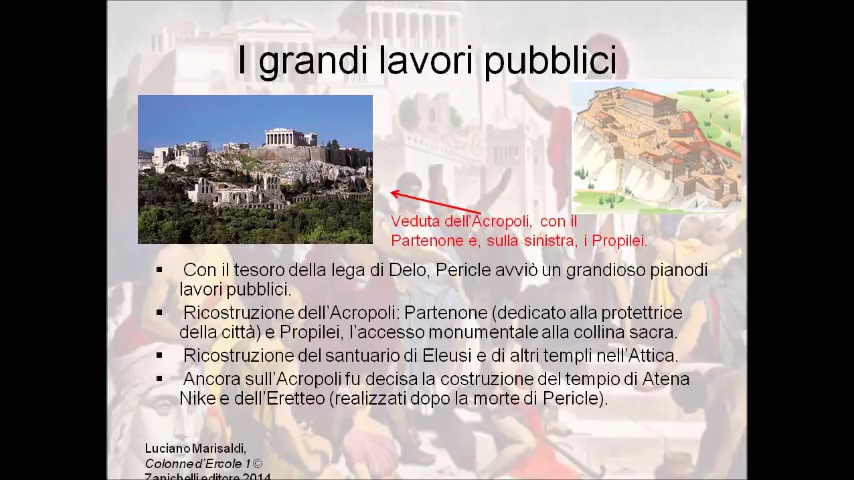 I grandi lavori pubblici
Veduta dell'Acropoli, con il
Partenone e, sulla sinistra, i Propilei.
▪ Con il tesoro della lega di Delo, Pericle avviò un grandioso pianodi
lavori pubblici.
▪ Ricostruzione dell'Acropoli: Partenone (dedicato alla protettrice
della città) e Propilei, l'accesso monumentale alla collina sacra.
▪ Ricostruzione del santuario di Eleusi e di altri templi nell'Attica.
▪ Ancora sull'Acropoli fu decisa la costruzione del tempio di Atena
Nike e dell'Eretteo (realizzati dopo la morte di Pericle).
Luciano Marisaldi,
Colonne d'Ercole 1 ©
Zanichelli editore 2014